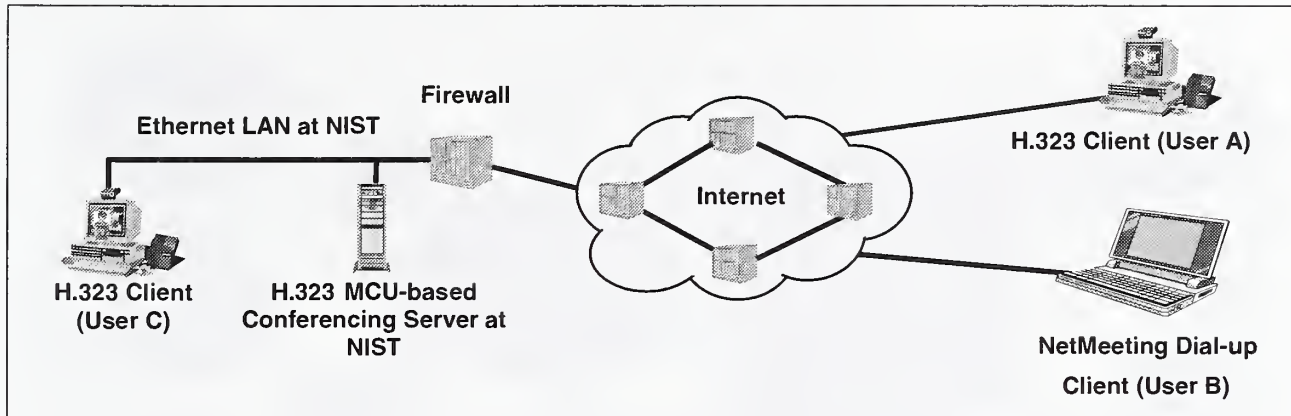 Firewall
Ethernet LAN at NIST
H.323 Client (User A)
Internet
H.323 Client
(User C)
H.323 MCU-based
Conferencing Server at
NIST
NetMeeting Dial-up
Client (User B)